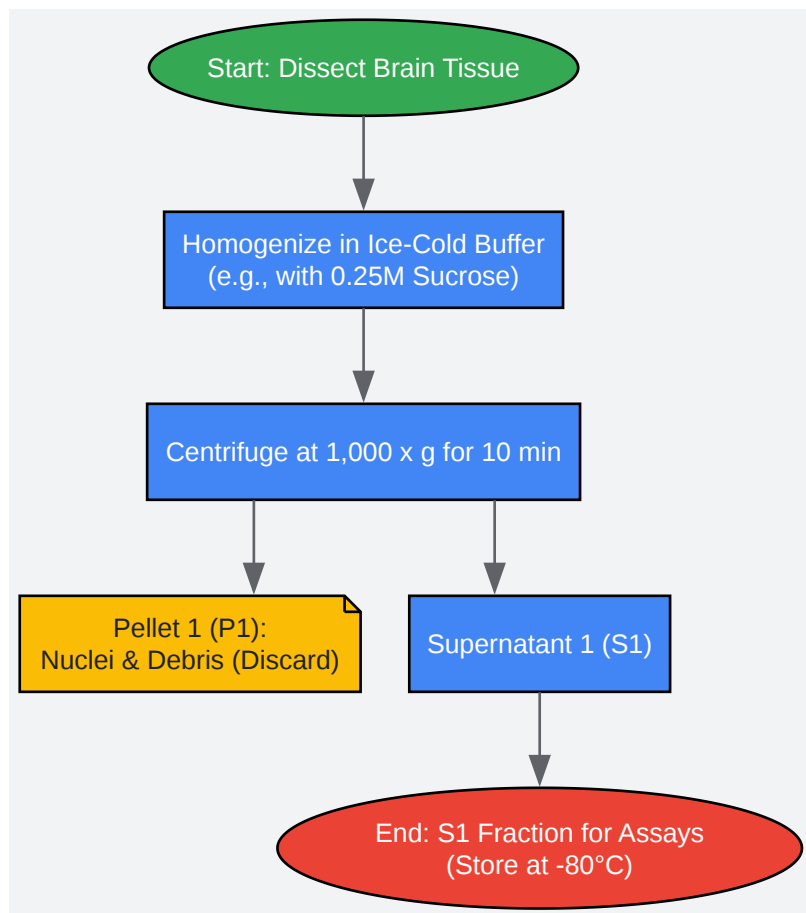 Start: Dissect Brain Tissue
Homogenize in Ice-Cold Buffer
(e.g., with 0.25M Sucrose)
Centrifuge at 1,000 x g for 10 min
Pellet 1 (P1):
Nuclei & Debris (Discard)
Supernatant 1 (S1)
End: S1 Fraction for Assays
(Store at -80°C)